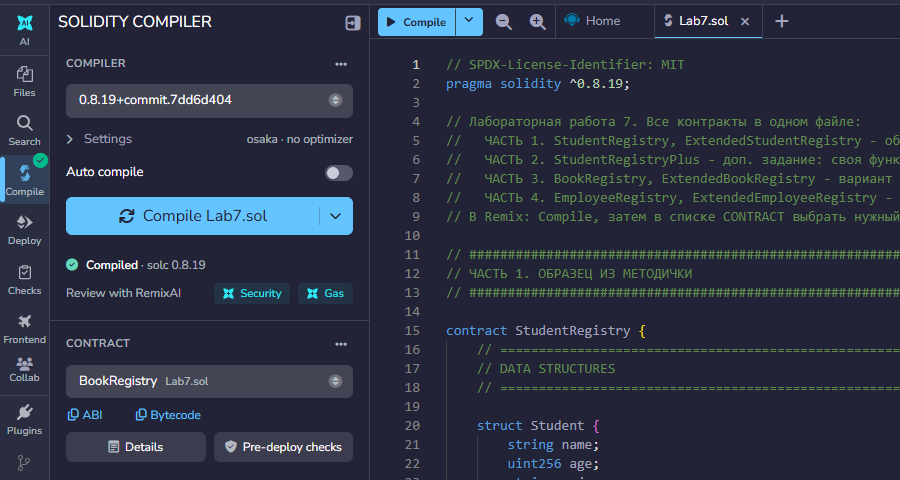 AI
Files
Search
Compile
Deploy
Checks
Frontend
Collab
Plugins
SOLIDITY COMPILER
COMPILER
0.8.19+commit.7dd6d404
Settings
osaka · no optimizer
Auto compile
Compile Lab7.sol
Compiled · solc 0.8.19
Review with RemixAI
Security
Gas
CONTRACT
BookRegistry Lab7.sol
ABI
Bytecode
Details
Pre-deploy checks
Compile
Home
Lab7.sol
1 // SPDX-License-Identifier: MIT
2 pragma solidity ^0.8.19;
3
4 // Лабораторная работа 7. Все контракты в одном файле:
5 //   ЧАСТЬ 1. StudentRegistry, ExtendedStudentRegistry - об
6 //   ЧАСТЬ 2. StudentRegistryPlus - доп. задание: своя функ
7 //   ЧАСТЬ 3. BookRegistry, ExtendedBookRegistry - вариант
8 //   ЧАСТЬ 4. EmployeeRegistry, ExtendedEmployeeRegistry -
9 // В Remix: Compile, затем в списке CONTRACT выбрать нужный
10
11 // ########################################################
12 // ЧАСТЬ 1. ОБРАЗЕЦ ИЗ МЕТОДИЧКИ
13 // ########################################################
14
15 contract StudentRegistry {
16     // ====================================================
17     // DATA STRUCTURES
18     // ====================================================
19
20     struct Student {
21         string name;
22         uint256 age;